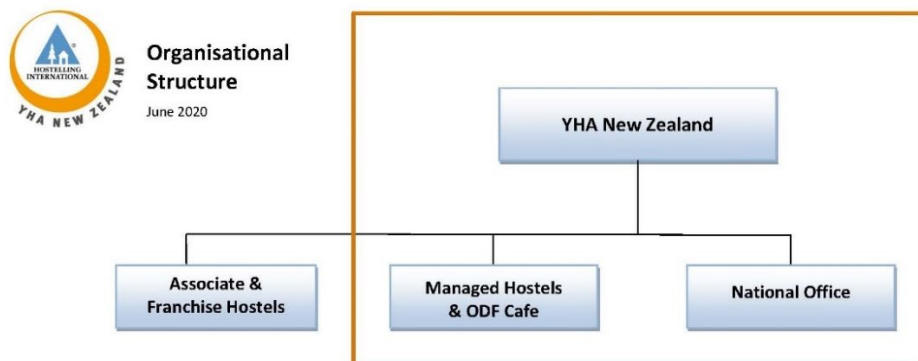 HOSTELLING
INTERNATIONAL
YHA NEW ZEALAND
Organisational
Structure
June 2020
YHA New Zealand
Associate &
Franchise Hostels
Managed Hostels
& ODF Cafe
National Office